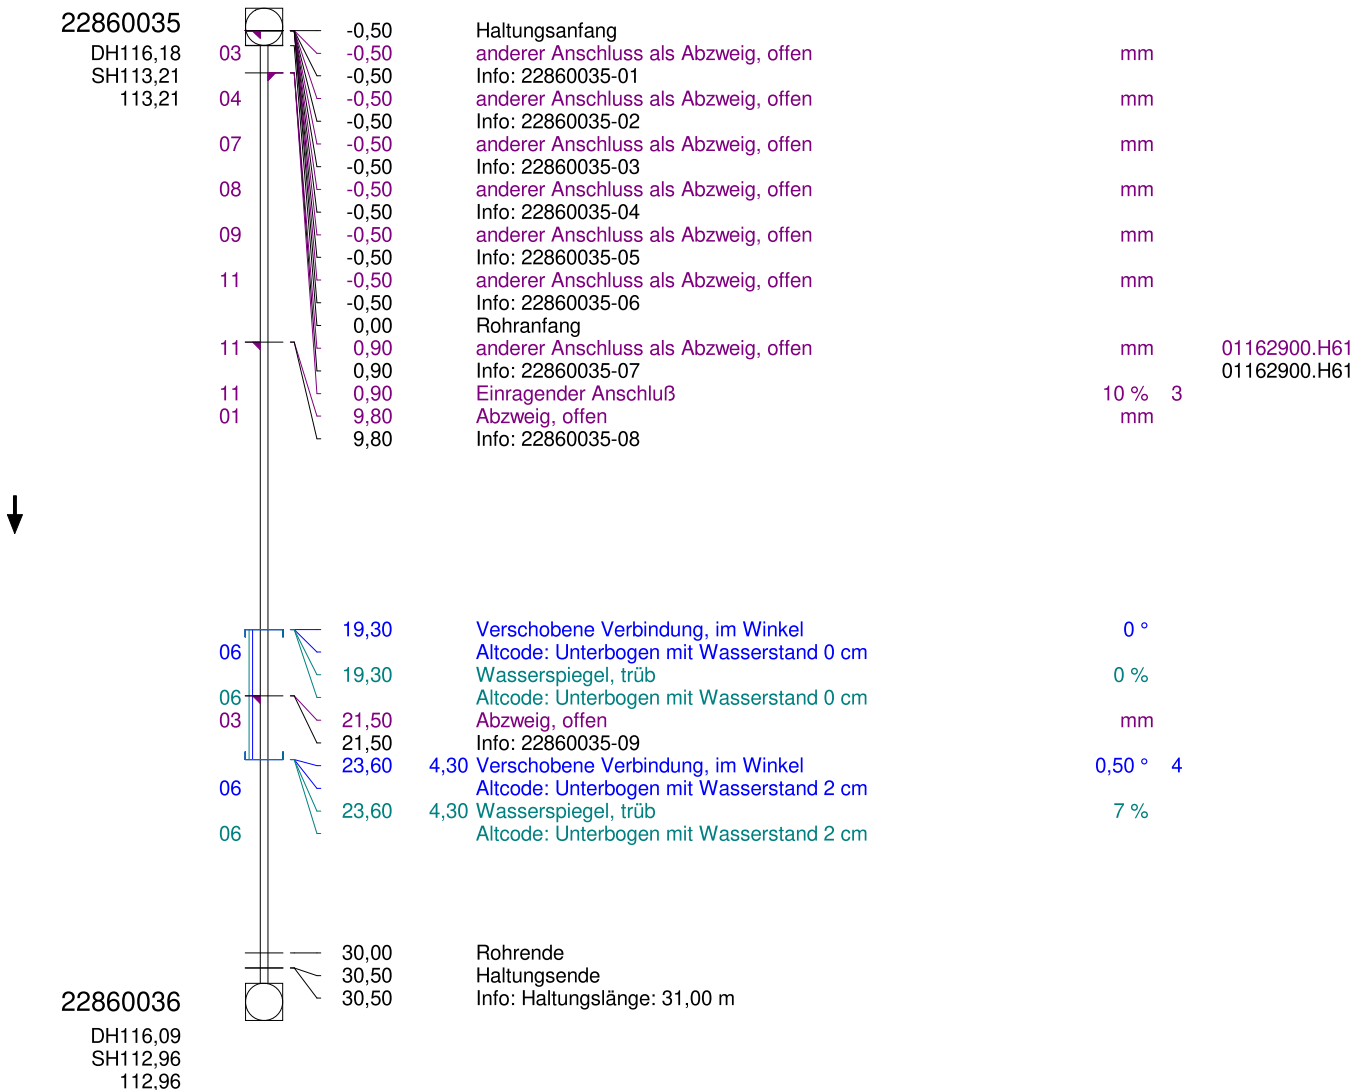 22860035 -0,50 Haltungsanfang
DH116,18 03 -0,50 anderer Anschluss als Abzweig, offen mm
SH113,21 -0,50 Info: 22860035-01
113,21 04 -0,50 anderer Anschluss als Abzweig, offen mm
-0,50 Info: 22860035-02
07 -0,50 anderer Anschluss als Abzweig, offen mm
-0,50 Info: 22860035-03
08 -0,50 anderer Anschluss als Abzweig, offen mm
-0,50 Info: 22860035-04
09 -0,50 anderer Anschluss als Abzweig, offen mm
-0,50 Info: 22860035-05
11 -0,50 anderer Anschluss als Abzweig, offen mm
-0,50 Info: 22860035-06
0,00 Rohranfang
11 0,90 anderer Anschluss als Abzweig, offen mm 01162900.H61
0,90 Info: 22860035-07 01162900.H61
11 0,90 Einragender Anschluß 10 % 3
01 9,80 Abzweig, offen mm
9,80 Info: 22860035-08
19,30 Verschobene Verbindung, im Winkel 0 °
06 Altcode: Unterbogen mit Wasserstand 0 cm
19,30 Wasserspiegel, trüb 0 %
06 Altcode: Unterbogen mit Wasserstand 0 cm
03 21,50 Abzweig, offen mm
21,50 Info: 22860035-09
23,60 4,30 Verschobene Verbindung, im Winkel 0,50 ° 4
06 Altcode: Unterbogen mit Wasserstand 2 cm
23,60 4,30 Wasserspiegel, trüb 7 %
06 Altcode: Unterbogen mit Wasserstand 2 cm
30,00 Rohrende
30,50 Haltungsende
22860036 30,50 Info: Haltungslänge: 31,00 m
DH116,09
SH112,96
112,96